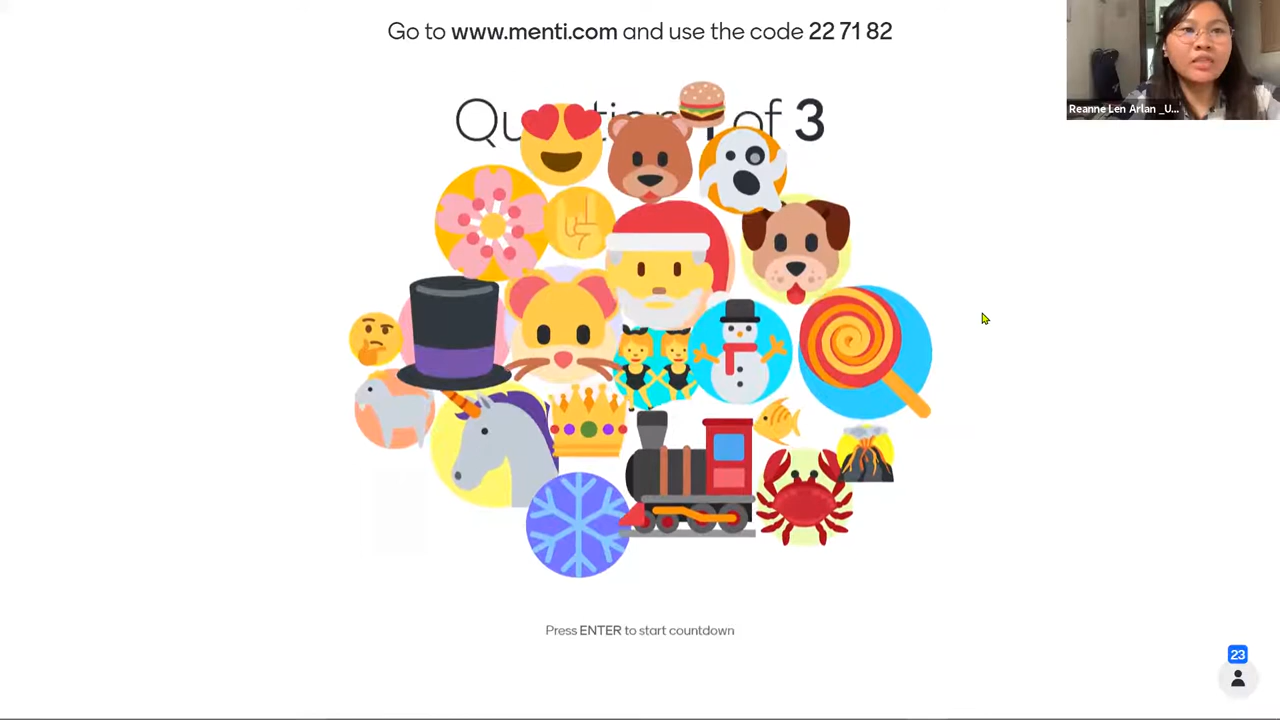 Go to www.menti.com and use the code 22 71 82
Reanne Len Arlan _U...
of 3
Press ENTER to start countdown
23